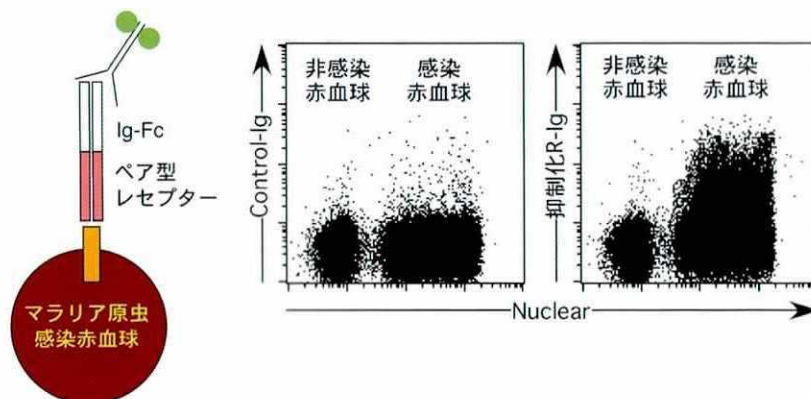 Ig-Fc
ペア型
レセプター
マラリア原虫
感染赤血球
Control-Ig
非感染
赤血球
感染
赤血球
抑制化R-Ig
非感染
赤血球
感染
赤血球
Nuclear